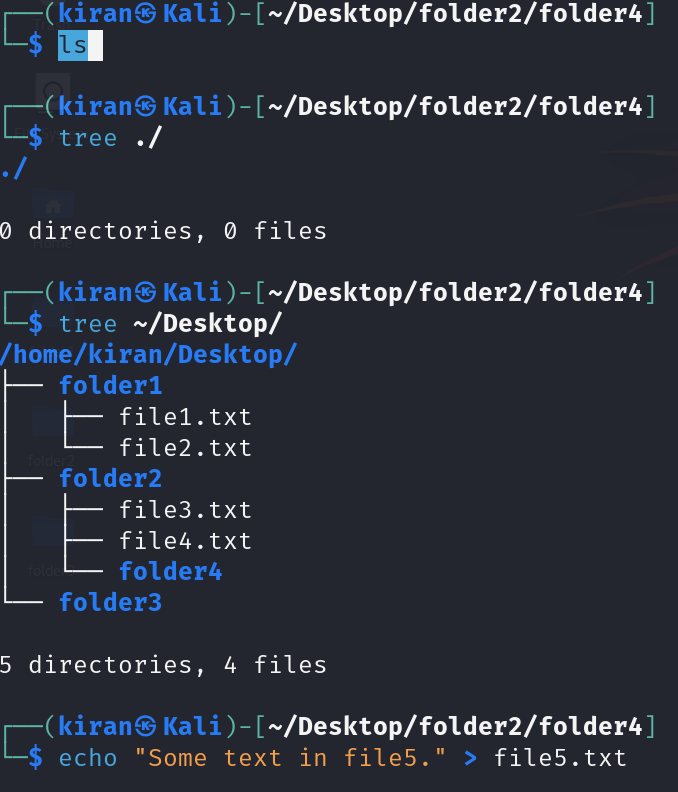 ┌──(kiran㉿Kali)-[~/Desktop/folder2/folder4]
└─$ ls
┌──(kiran㉿Kali)-[~/Desktop/folder2/folder4]
└─$ tree ./
./
0 directories, 0 files
┌──(kiran㉿Kali)-[~/Desktop/folder2/folder4]
└─$ tree ~/Desktop/
/home/kiran/Desktop/
├── folder1
│   ├── file1.txt
│   └── file2.txt
├── folder2
│   ├── file3.txt
│   ├── file4.txt
│   └── folder4
└── folder3
5 directories, 4 files
┌──(kiran㉿Kali)-[~/Desktop/folder2/folder4]
└─$ echo "Some text in file5." > file5.txt